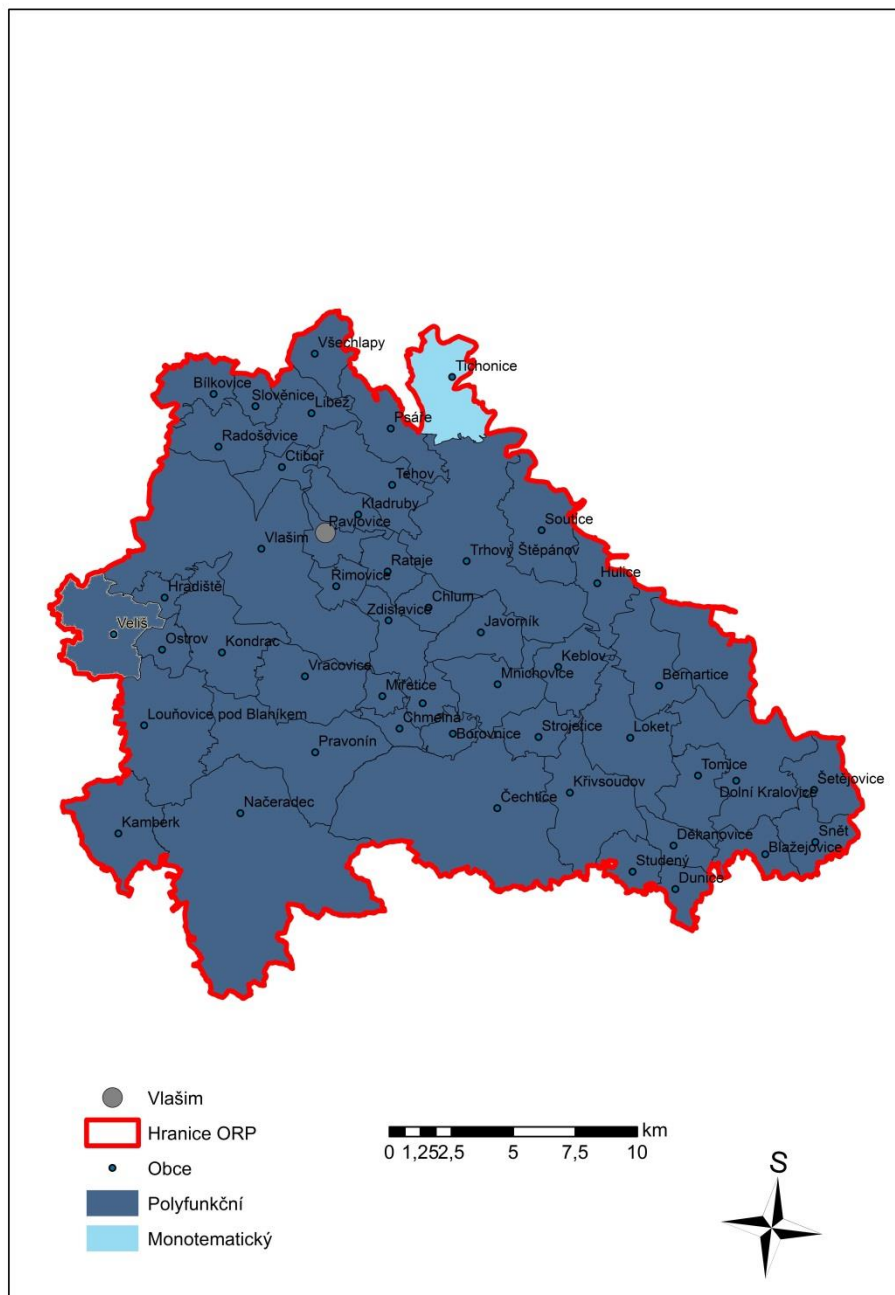 Všechlapy
Tichonice
Bílkovice
Slověnice
Libež
Psáře
Radošovice
Ctiboř
Tehov
Kladruby
Pavlovice
Soutice
Vlašim
Trhový Štěpánov
Rataje
Římovice
Hulice
Hradiště
Chlum
Zdislavice
Veliš
Javorník
Ostrov
Kondrac
Keblov
Vracovice
Mnichovice
Bernartice
Miřetice
Louňovice pod Blaníkem
Chmelná
Borovnice
Strojetice
Loket
Pravonín
Tomice
Šetějovice
Dolní Kralovice
Křivsoudov
Načeradec
Čechtice
Kamberk
Děkanovice
Snět
Blažejovice
Studený
Dunice
Vlašim
Hranice ORP
Obce
Polyfunkční
Monotematický
km
0 1,252,5 5 7,5 10
S